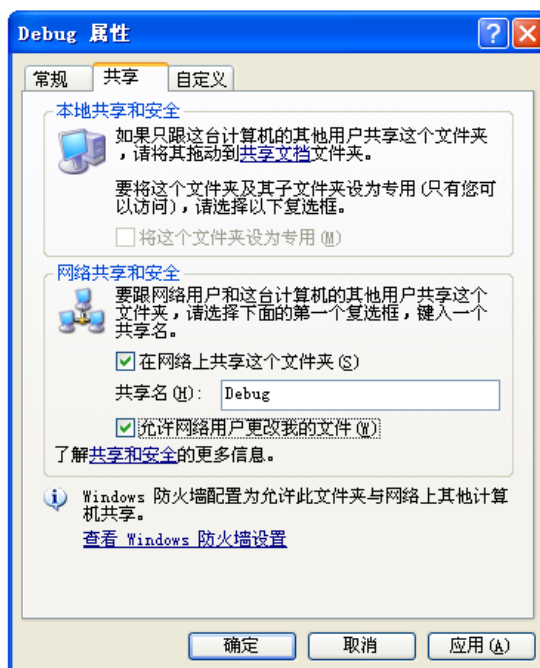 Debug 属性
常规 共享 自定义
本地共享和安全
如果只跟这台计算机的其他用户共享这个文件夹
，请将其拖动到共享文档文件夹。
要将这个文件夹及其子文件夹设为专用(只有您可
以访问)，请选择以下复选框。
将这个文件夹设为专用(M)
网络共享和安全
要跟网络用户和这台计算机的其他用户共享这个
文件夹，请选择下面的第一个复选框，键入一个
共享名。
在网络上共享这个文件夹(S)
共享名(H): Debug
允许网络用户更改我的文件(W)
了解共享和安全的更多信息。
Windows 防火墙配置为允许此文件夹与网络上其他计算
机共享。
查看 Windows 防火墙设置
确定 取消 应用(A)